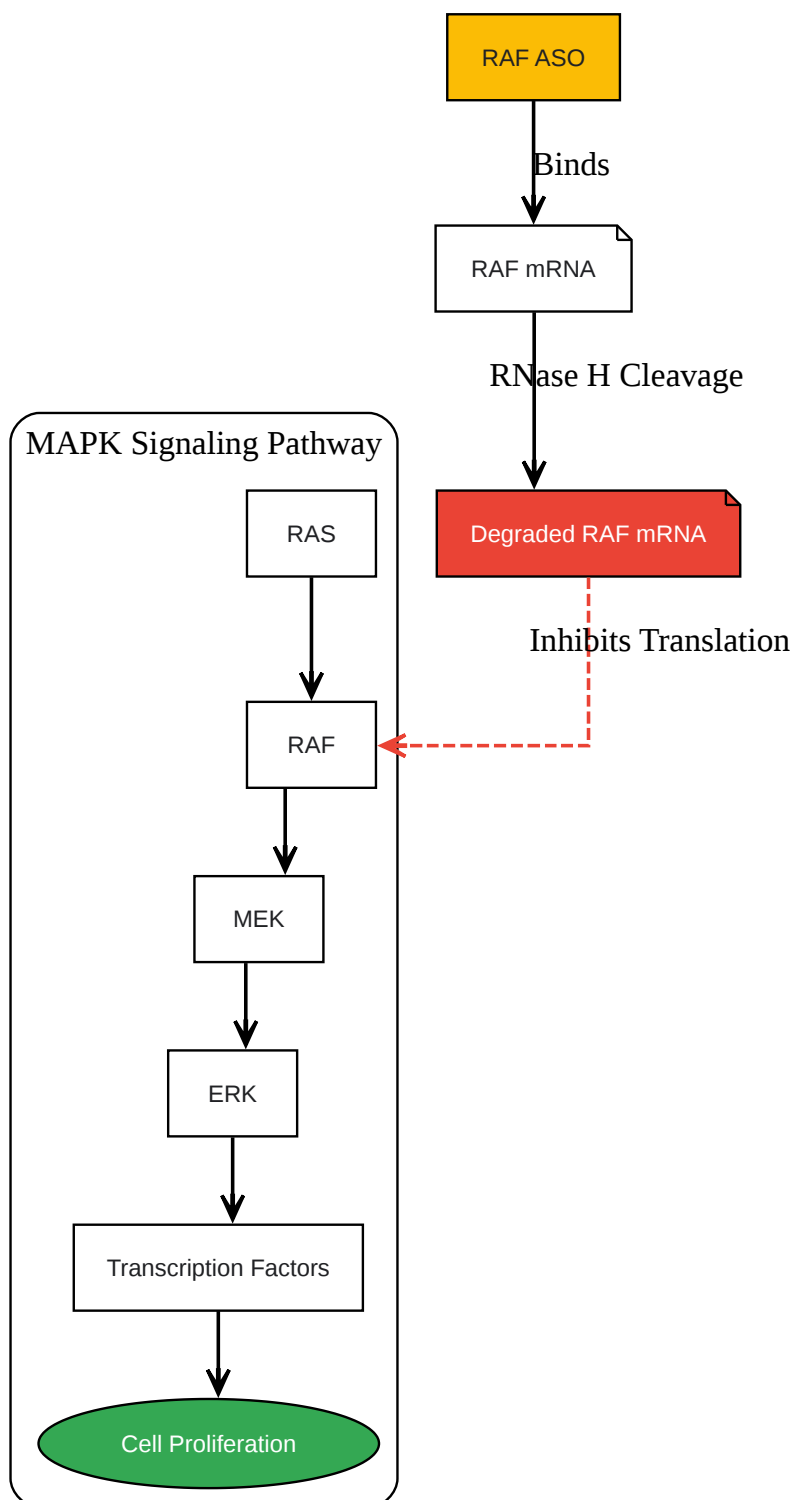 RAF ASO
Binds
RAF mRNA
RNase H Cleavage
MAPK Signaling Pathway
RAS
Degraded RAF mRNA
Inhibits Translation
RAF
MEK
ERK
Transcription Factors
Cell Proliferation